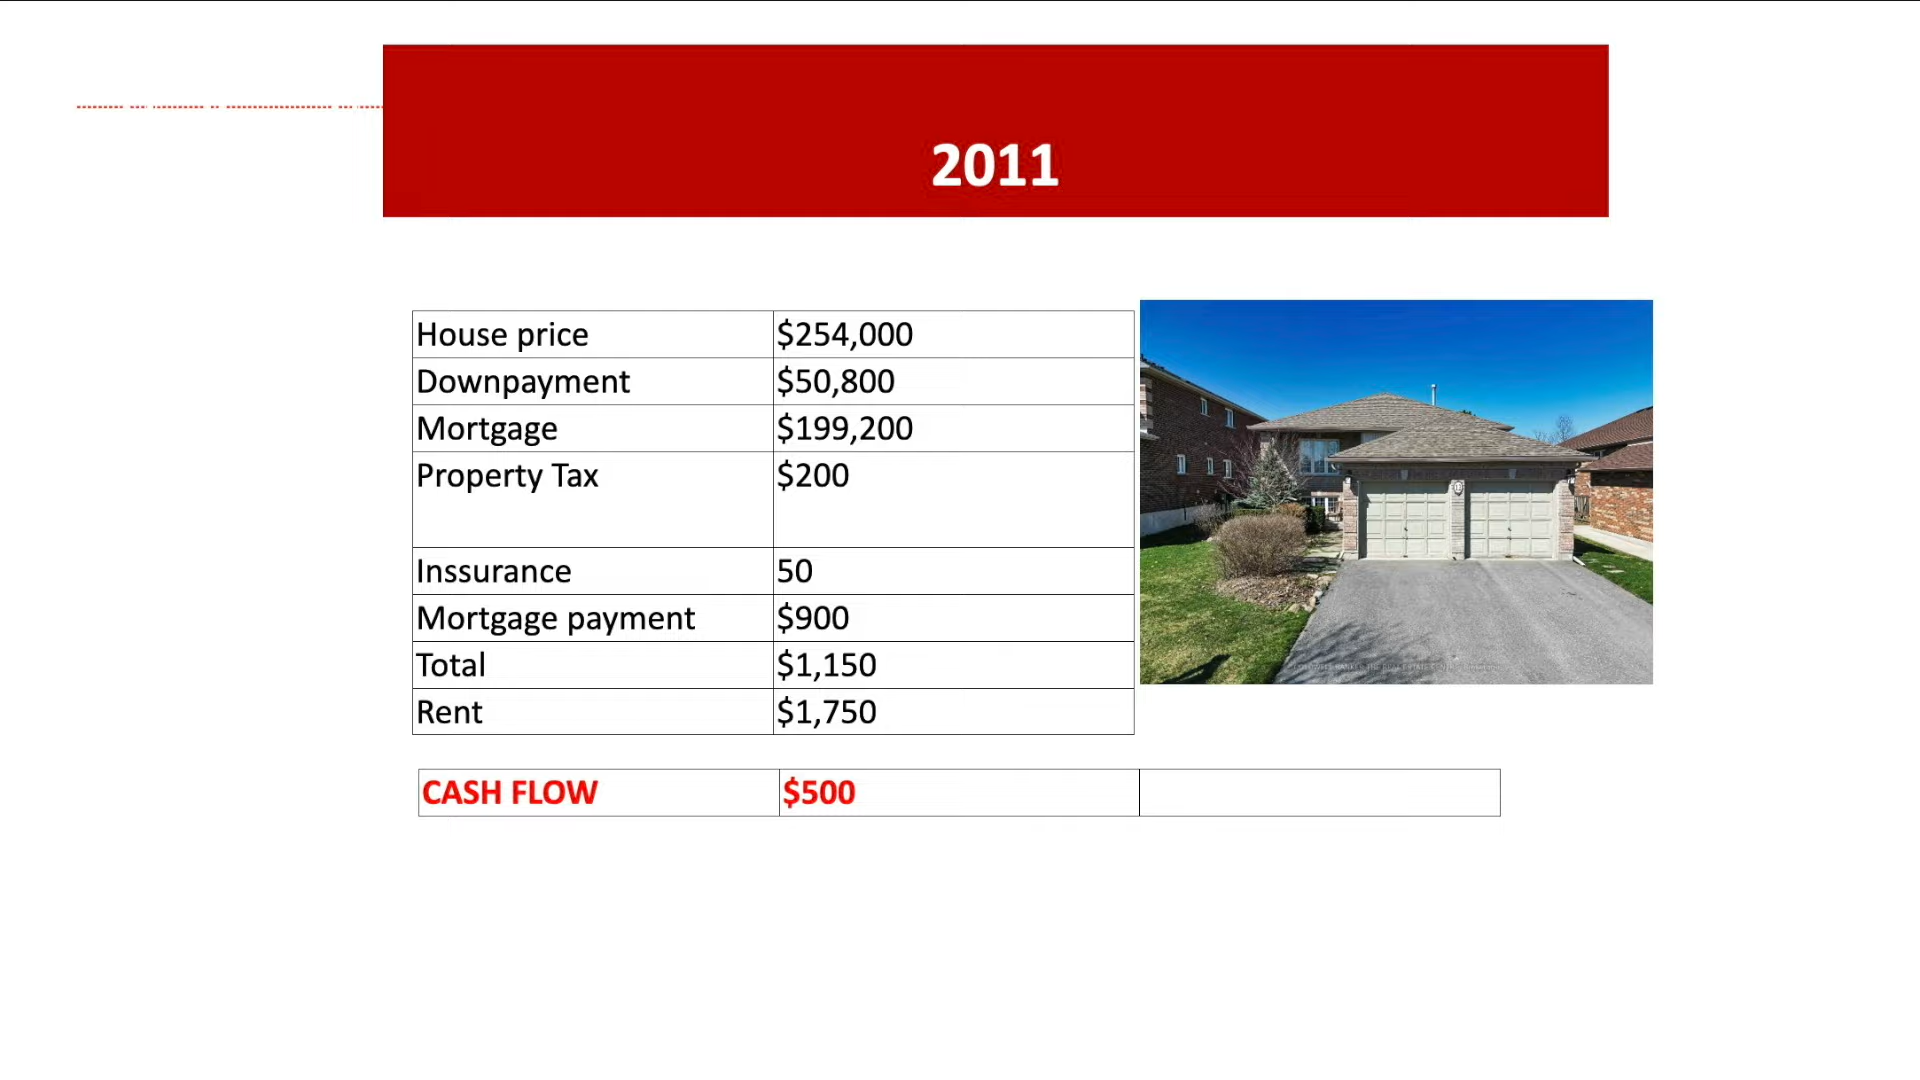 2011
House price $254,000
Downpayment $50,800
Mortgage $199,200
Property Tax $200
Inssurance 50
Mortgage payment $900
Total $1,150
Rent $1,750
CASH FLOW $500